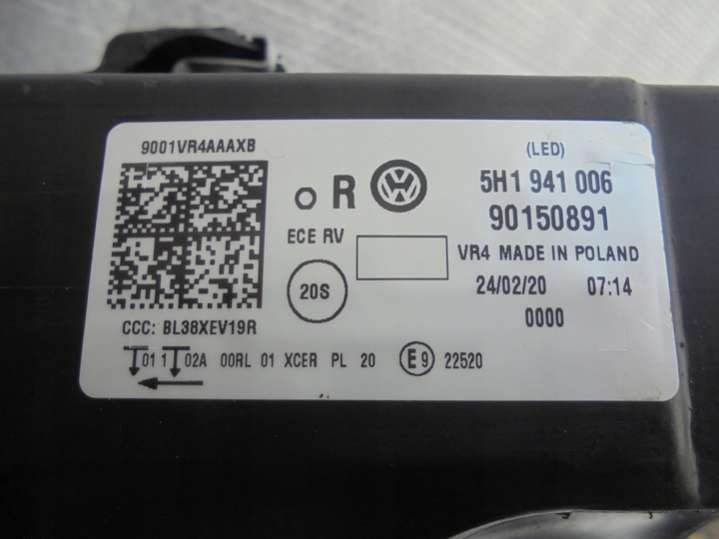 9001VR4AAAXB
R
(LED)
5H1 941 006
90150891
ECE RV
VR4 MADE IN POLAND
20S
24/02/20 07:14
0000
CCC: BL38XEV19R
01 1 02A 00RL 01 XCER PL 20 E9 22520